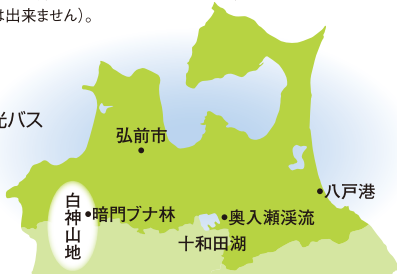 は出来ません)。
光バス
弘前市
八戸港
白神山地
暗門ブナ林
奥入瀬渓流
十和田湖